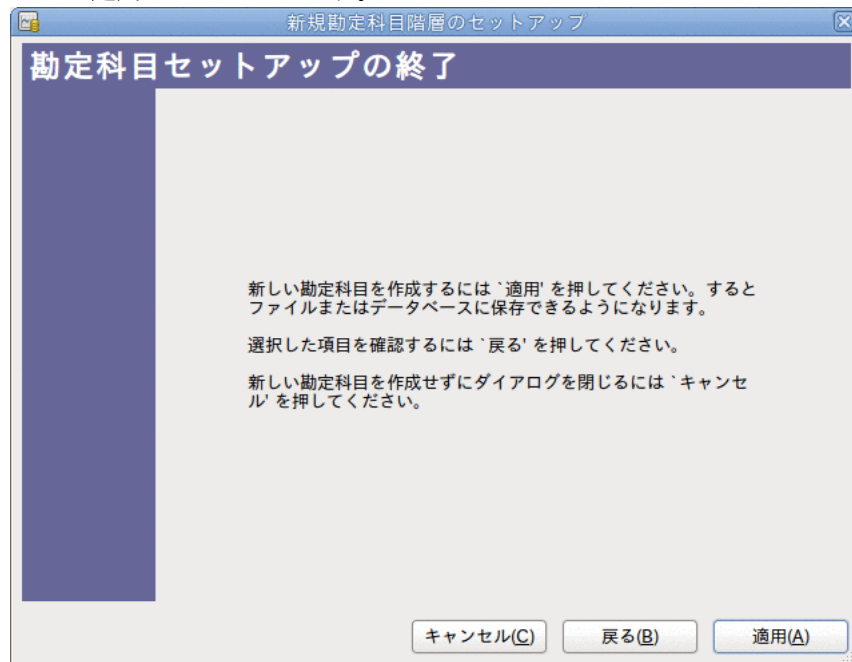 新規勘定科目階層のセットアップ
勘定科目セットアップの終了
新しい勘定科目を作成するには `適用' を押してください。すると
ファイルまたはデータベースに保存できるようになります。
選択した項目を確認するには `戻る' を押してください。
新しい勘定科目を作成せずにダイアログを閉じるには `キャンセ
ル' を押してください。
キャンセル(C) 戻る(B) 適用(A)